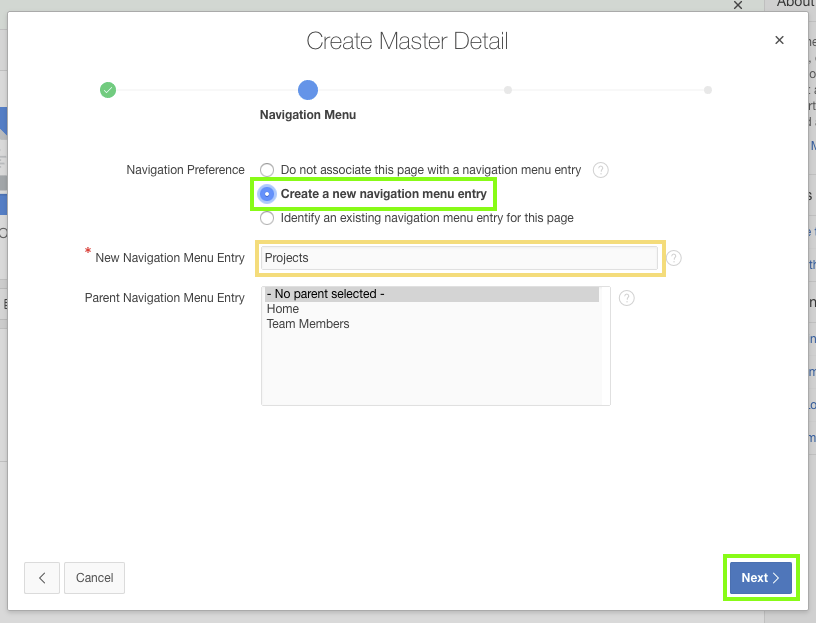 About
Create Master Detail
Navigation Menu
Navigation Preference
Do not associate this page with a navigation menu entry ?
Create a new navigation menu entry
Identify an existing navigation menu entry for this page
* New Navigation Menu Entry
Projects ?
Parent Navigation Menu Entry
- No parent selected - ?
Home
Team Members
Cancel
Next